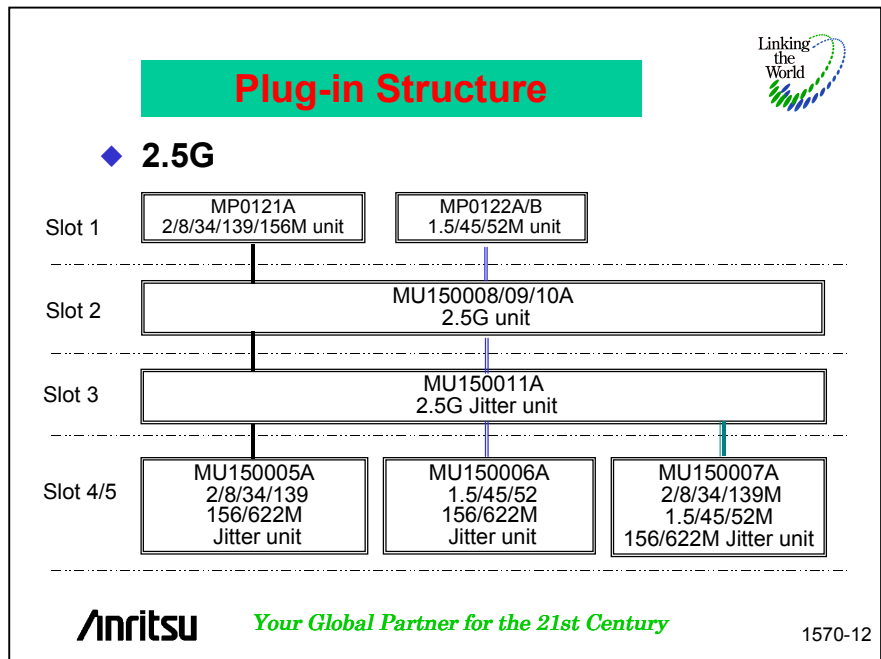 Linking
the
World
Plug-in Structure
2.5G
Slot 1
MP0121A
2/8/34/139/156M unit
MP0122A/B
1.5/45/52M unit
Slot 2
MU150008/09/10A
2.5G unit
Slot 3
MU150011A
2.5G Jitter unit
Slot 4/5
MU150005A
2/8/34/139
156/622M
Jitter unit
MU150006A
1.5/45/52
156/622M
Jitter unit
MU150007A
2/8/34/139M
1.5/45/52M
156/622M Jitter unit
Anritsu
Your Global Partner for the 21st Century
1570-12